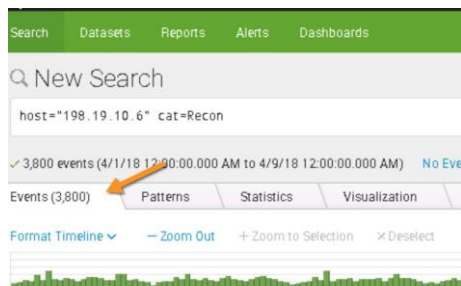 Search Datasets Reports Alerts Dashboards
New Search
host="198.19.10.6" cat=Recon
✓ 3,800 events (4/1/18 12:00:00.000 AM to 4/9/18 12:00:00.000 AM) No Eve
Events (3,800) Patterns Statistics Visualization
Format Timeline — Zoom Out + Zoom to Selection × Deselect